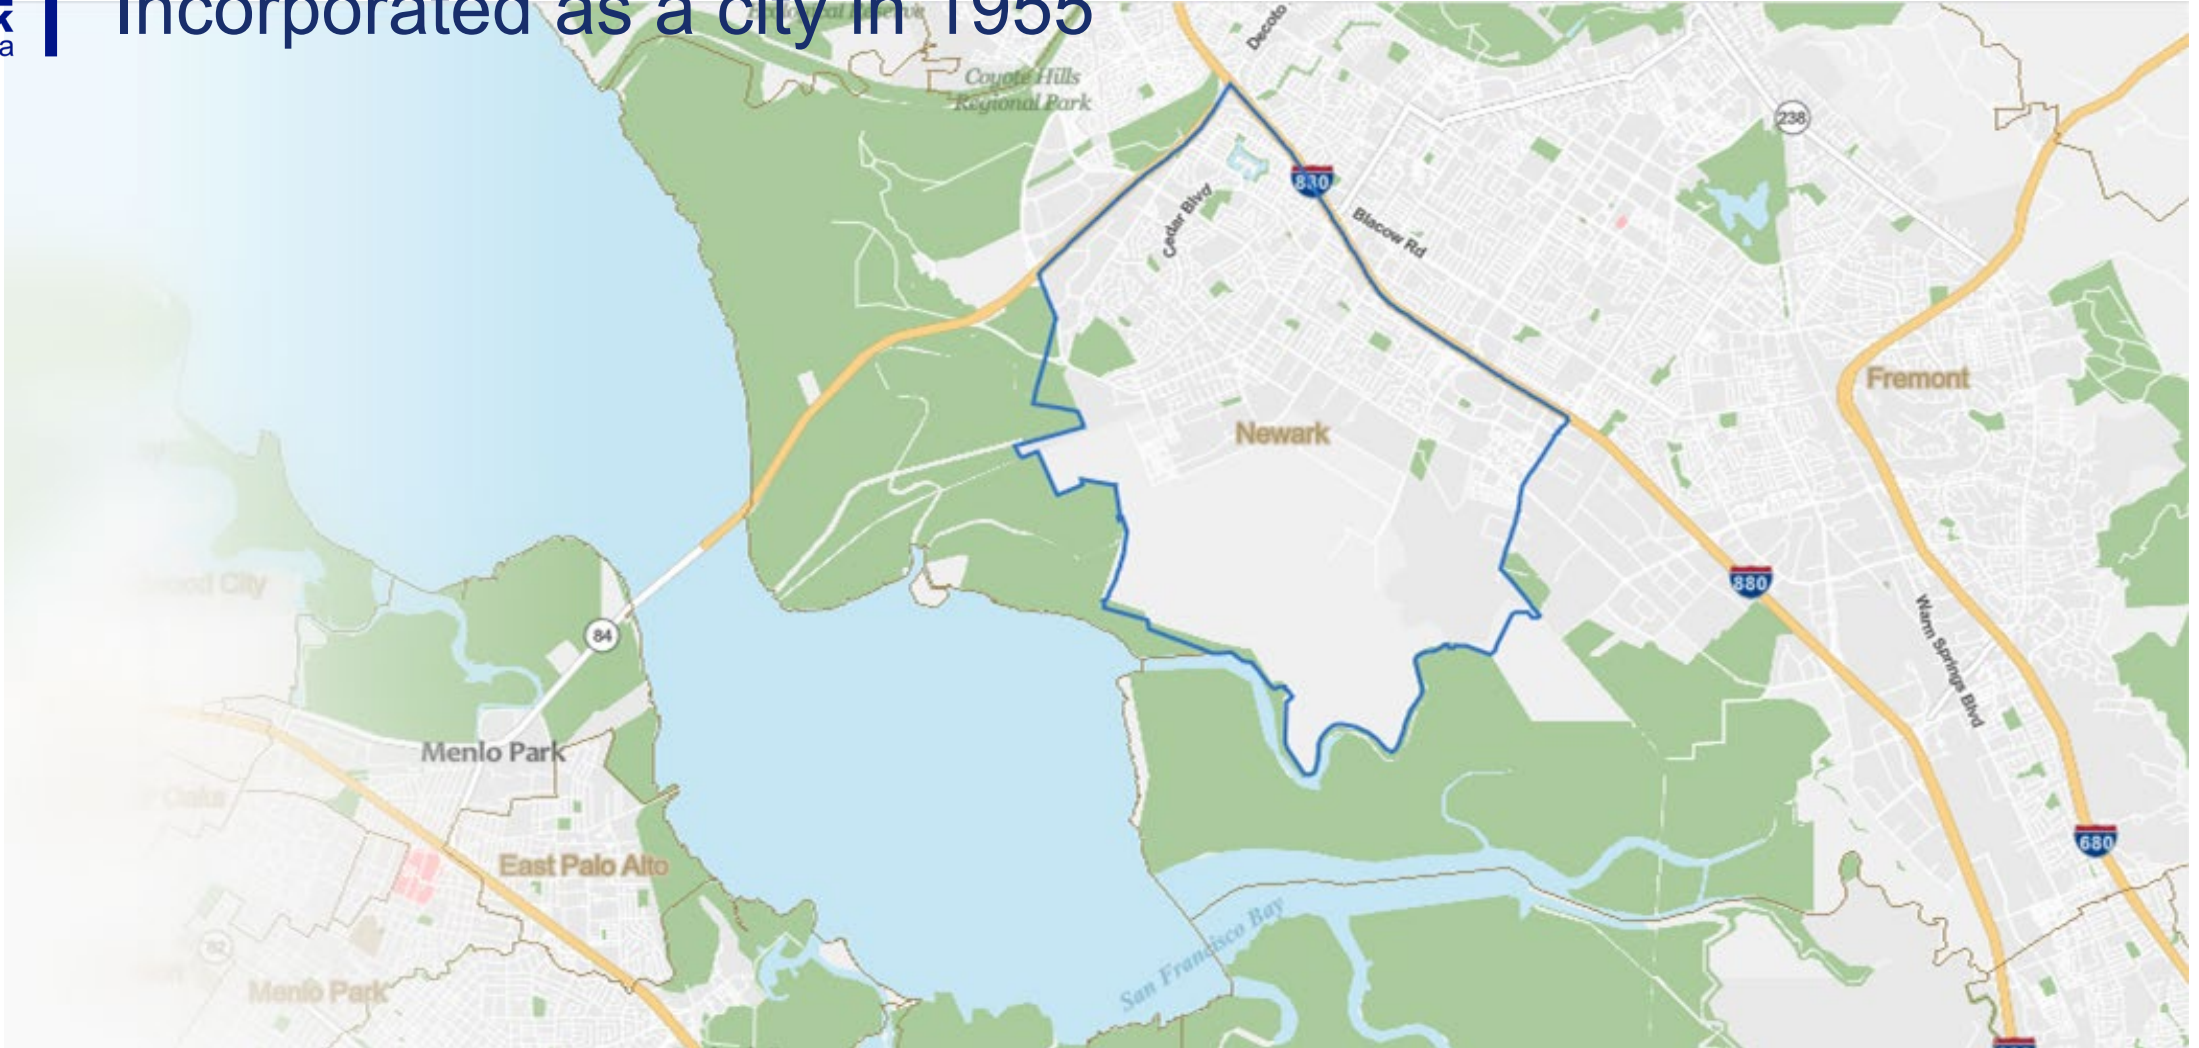 Incorporated as a city in 1955
a
Decoto
Coyote Hills
Regional Park
238
880
Cedar Blvd
Blacow Rd
Fremont
Newark
880
84
Warm Springs Blvd
Menlo Park
680
East Palo Alto
San Francisco Bay
82
Menlo Park